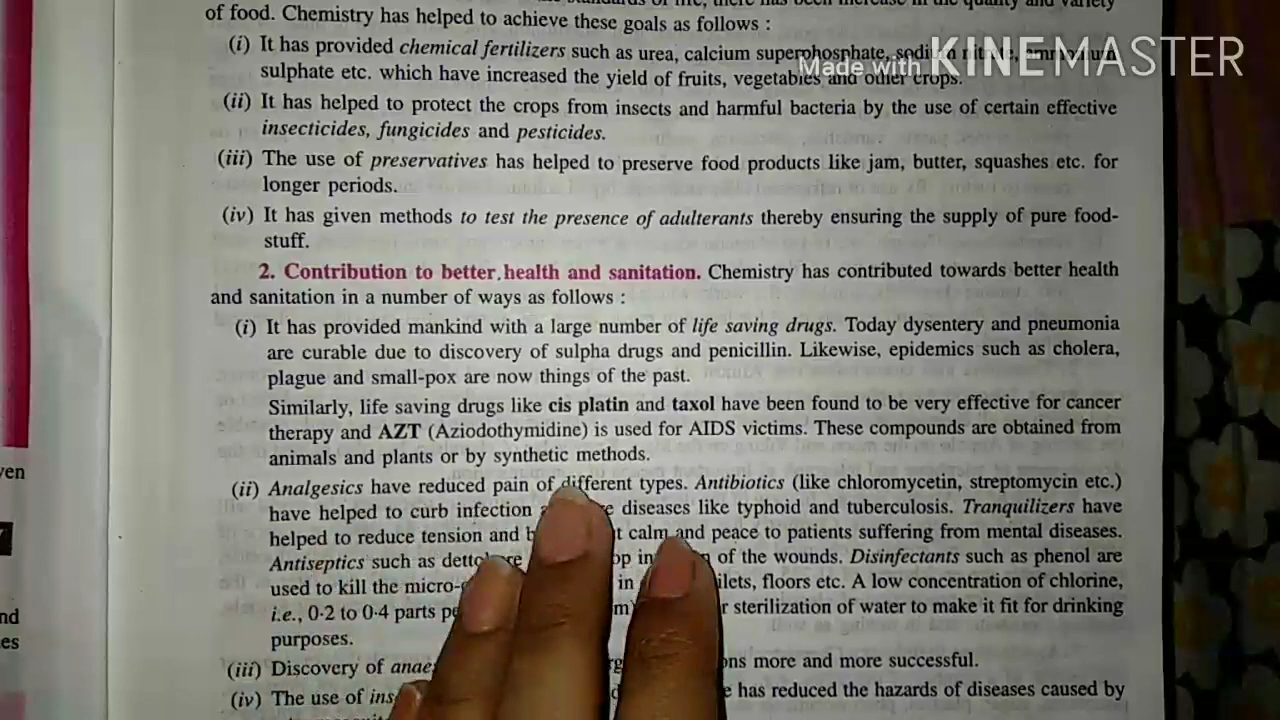 of food. Chemistry has helped to achieve these goals as follows :
(i) It has provided chemical fertilizers such as urea, calcium superphosphate,
Made with KINEMASTER
sulphate etc. which have increased the yield of fruits, vegetables and other crops.
(ii) It has helped to protect the crops from insects and harmful bacteria by the use of certain effective
insecticides, fungicides and pesticides.
(iii) The use of preservatives has helped to preserve food products like jam, butter, squashes etc. for
longer periods.
(iv) It has given methods to test the presence of adulterants thereby ensuring the supply of pure food-
stuff.
2. Contribution to better health and sanitation. Chemistry has contributed towards better health
and sanitation in a number of ways as follows :
(i) It has provided mankind with a large number of life saving drugs. Today dysentery and pneumonia
are curable due to discovery of sulpha drugs and penicillin. Likewise, epidemics such as cholera,
plague and small-pox are now things of the past.
Similarly, life saving drugs like cis platin and taxol have been found to be very effective for cancer
therapy and AZT (Aziodothymidine) is used for AIDS victims. These compounds are obtained from
animals and plants or by synthetic methods.
(ii) Analgesics have reduced pain of different types. Antibiotics (like chloromycetin, streptomycin etc.)
have helped to curb infection diseases like typhoid and tuberculosis. Tranquilizers have
helped to reduce tension and calm and peace to patients suffering from mental diseases.
Antiseptics such as of the wounds. Disinfectants such as phenol are
used to kill the in floors etc. A low concentration of chlorine,
i.e., 0·2 to 0·4 parts sterilization of water to make it fit for drinking
purposes.
(iii) Discovery of more and more successful.
(iv) The use of has reduced the hazards of diseases caused by
ven
nd
es